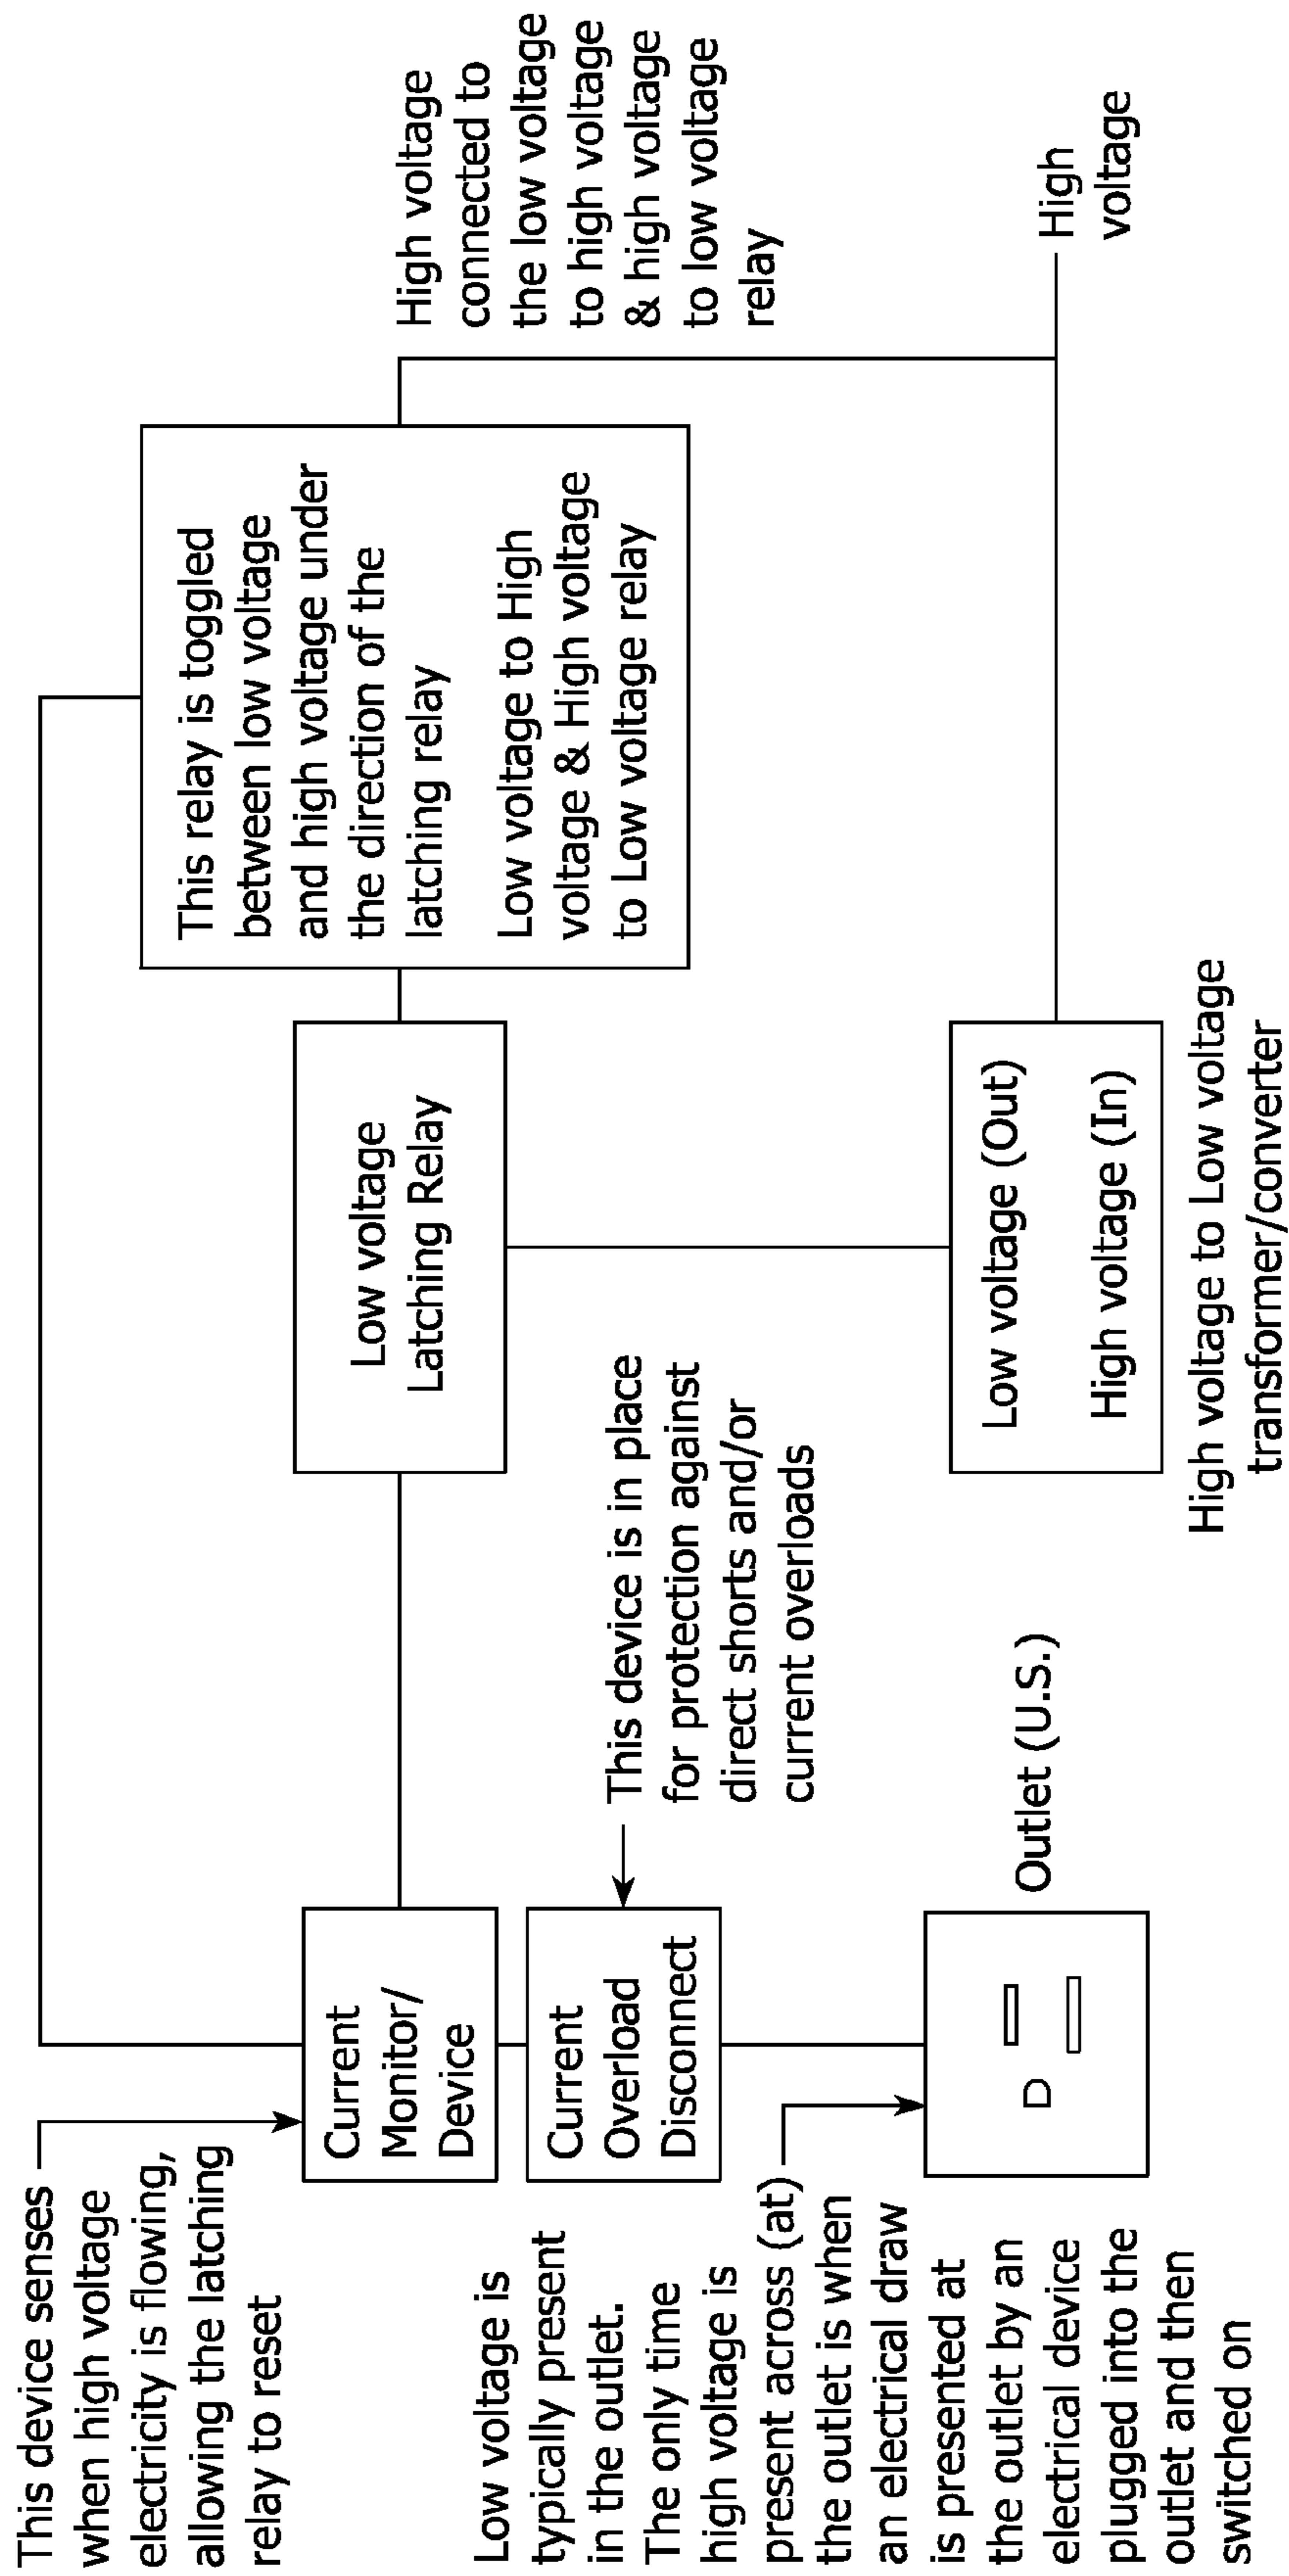 This device senses
when high voltage
electricity is flowing,
allowing the latching
relay to reset
Current
Monitor/
Device
Low voltage is
typically present
in the outlet.
The only time
high voltage is
present across (at)
the outlet is when
an electrical draw
is presented at
the outlet by an
electrical device
plugged into the
outlet and then
switched on
Current
Overload
Disconnect
This device is in place
for protection against
direct shorts and/or
current overloads
Outlet (U.S.)
Low voltage
Latching Relay
Low voltage (Out)
High voltage (In)
High voltage to Low voltage
transformer/converter
This relay is toggled
between low voltage
and high voltage under
the direction of the
latching relay
Low voltage to High
voltage & High voltage
to Low voltage relay
High voltage
connected to
the low voltage
to high voltage
& high voltage
to low voltage
relay
High
voltage